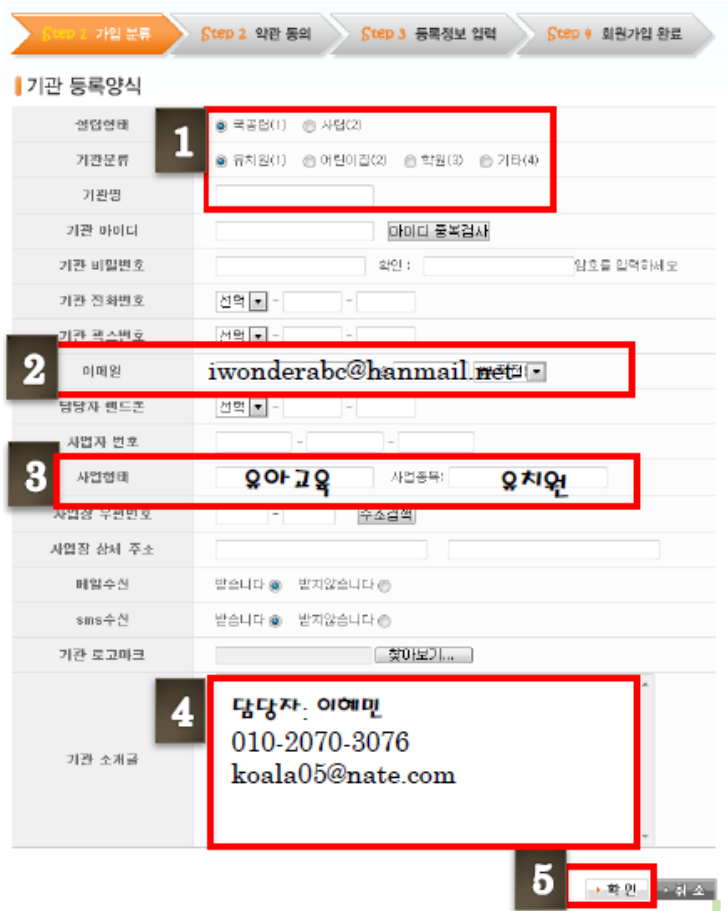 Step 1 가입 분류 Step 2 약관 동의 Step 3 등록정보 입력 Step 4 회원가입 완료
기관 등록양식
1
설립형태 국공립(1) 사립(2)
기관분류 유치원(1) 어린이집(2) 학원(3) 기타(4)
기관명
기관 아이디 아이디 중복검사
기관 비밀번호 확인 : 암호를 입력하세요
기관 전화번호 선택 - -
기관 팩스번호 선택 - -
2
이메일 iwonderabc@hanmail.net
담당자 핸드폰 선택 - -
사업자 번호 - -
3
사업형태 유아교육 사업종목: 유치원
사업장 우편번호 - 주소검색
사업장 상세 주소
메일수신 받습니다 받지않습니다
sms수신 받습니다 받지않습니다
기관 로고마크 찾아보기...
4
기관 소개글
담당자: 이혜민
010-2070-3076
koala05@nate.com
5
확 인 취 소